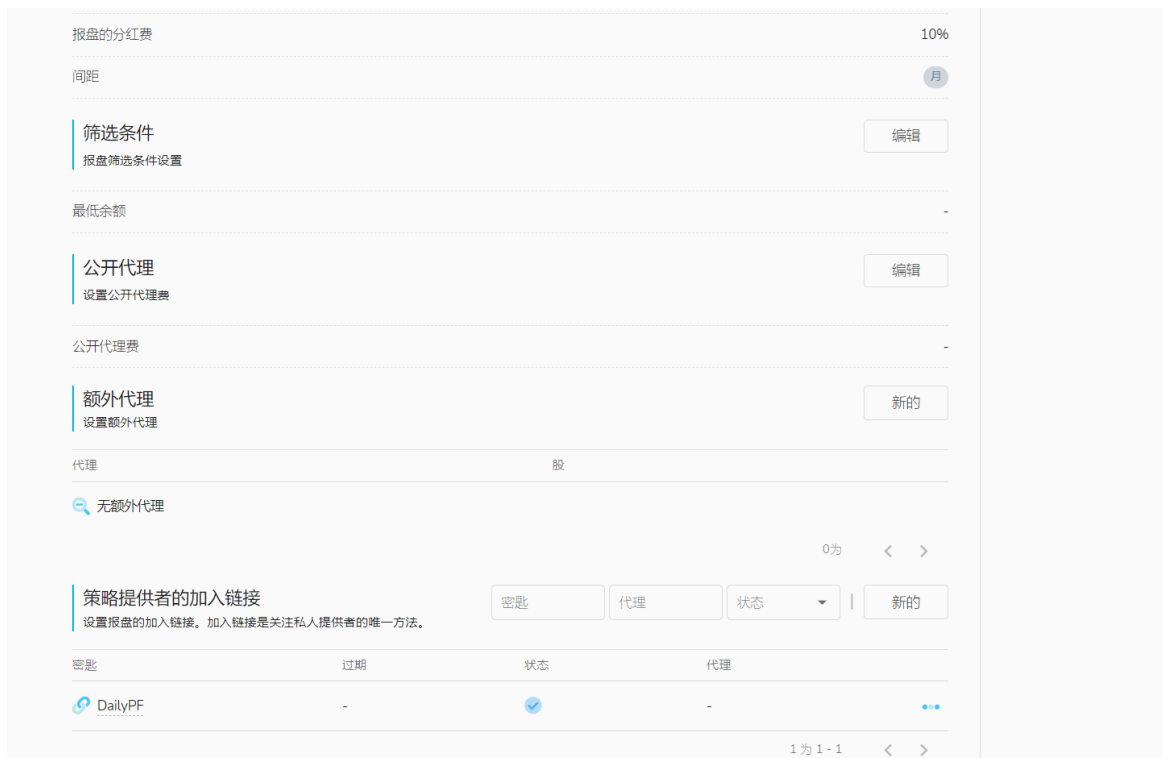 报盘的分红费 10%
间距 月
筛选条件 编辑
报盘筛选条件设置
最低余额 -
公开代理 编辑
设置公开代理费
公开代理费 -
额外代理 新的
设置额外代理
代理 股
无额外代理
0为
策略提供者的加入链接 密匙 代理 状态 新的
设置报盘的加入链接。加入链接是关注私人提供者的唯一方法。
密匙 过期 状态 代理
DailyPF - -
1 为 1 - 1